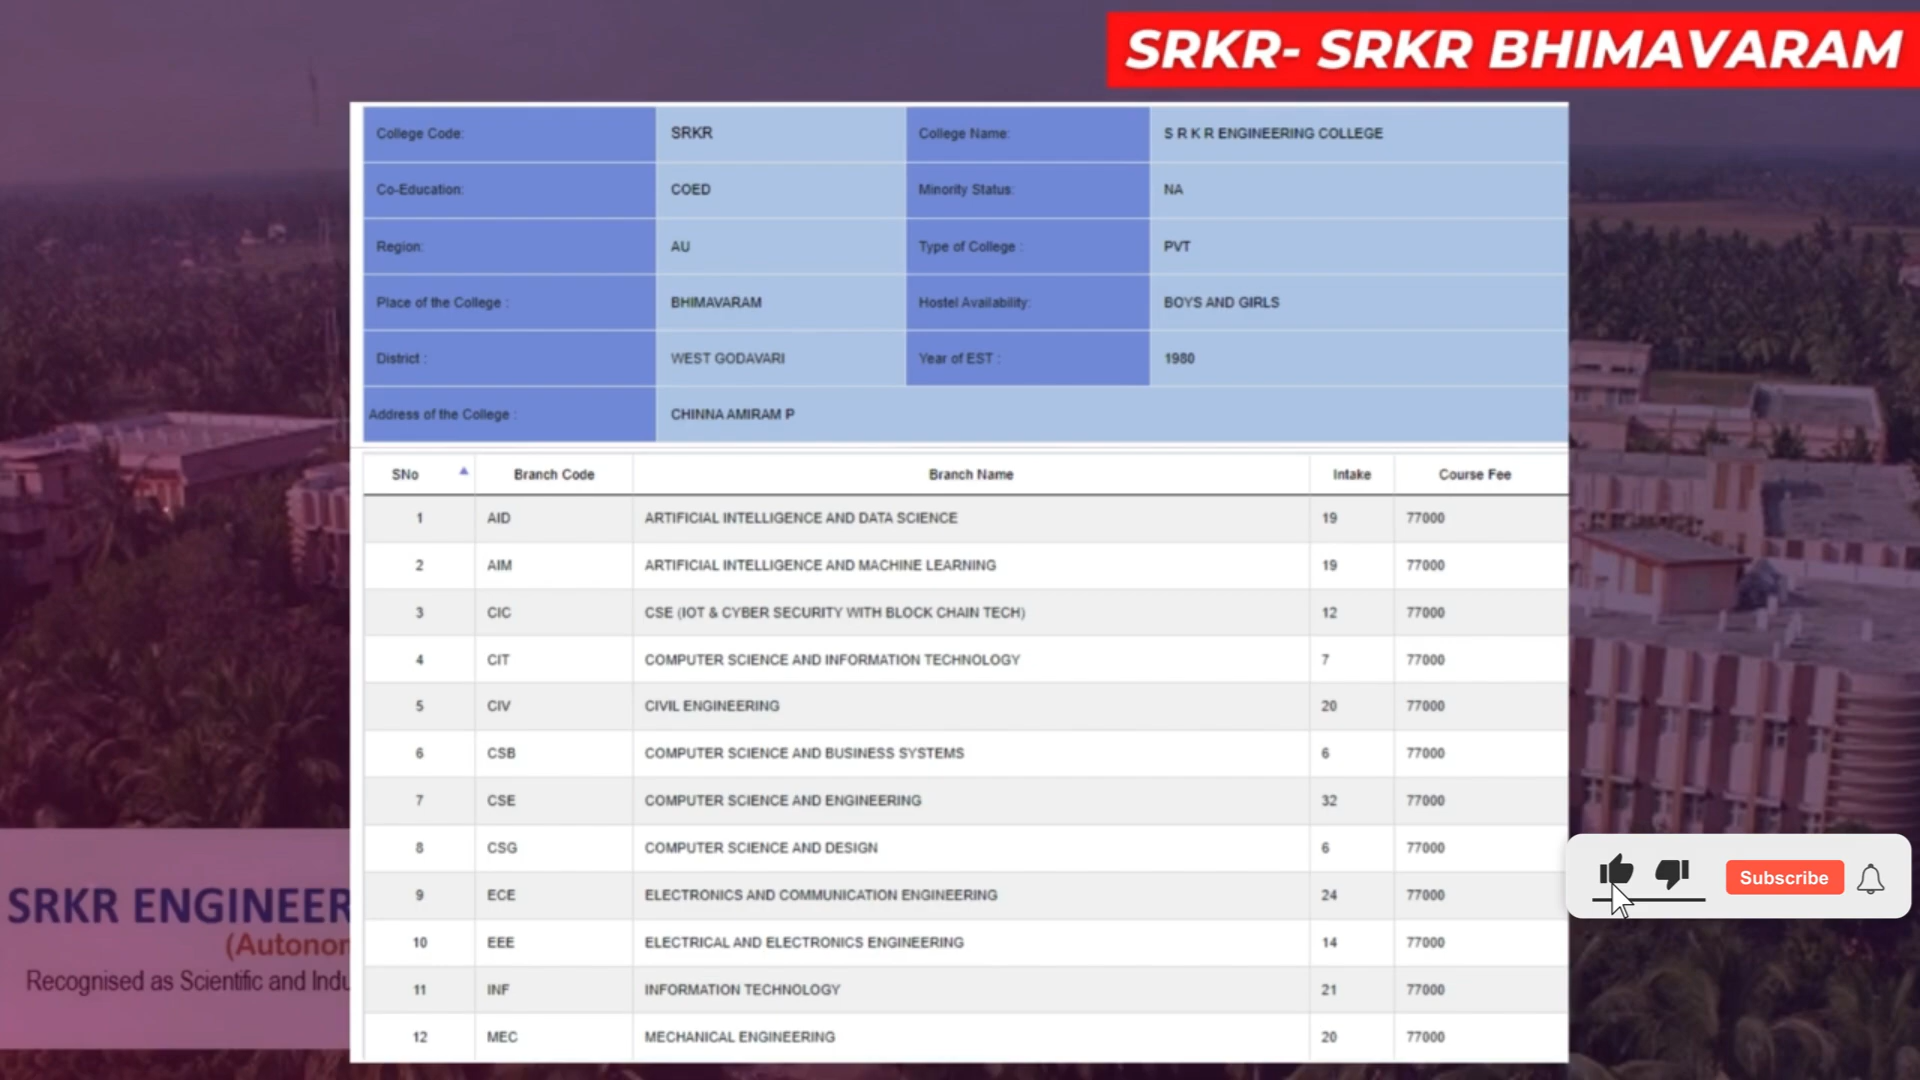 SRKR- SRKR BHIMAVARAM
College Code: SRKR College Name: S R K R ENGINEERING COLLEGE
Co-Education: COED Minority Status: NA
Region: AU Type of College : PVT
Place of the College : BHIMAVARAM Hostel Availability: BOYS AND GIRLS
District : WEST GODAVARI Year of EST : 1980
Address of the College : CHINNA AMIRAM P
SNo Branch Code Branch Name Intake Course Fee
1 AID ARTIFICIAL INTELLIGENCE AND DATA SCIENCE 19 77000
2 AIM ARTIFICIAL INTELLIGENCE AND MACHINE LEARNING 19 77000
3 CIC CSE (IOT & CYBER SECURITY WITH BLOCK CHAIN TECH) 12 77000
4 CIT COMPUTER SCIENCE AND INFORMATION TECHNOLOGY 7 77000
5 CIV CIVIL ENGINEERING 20 77000
6 CSB COMPUTER SCIENCE AND BUSINESS SYSTEMS 6 77000
7 CSE COMPUTER SCIENCE AND ENGINEERING 32 77000
8 CSG COMPUTER SCIENCE AND DESIGN 6 77000
9 ECE ELECTRONICS AND COMMUNICATION ENGINEERING 24 77000
10 EEE ELECTRICAL AND ELECTRONICS ENGINEERING 14 77000
11 INF INFORMATION TECHNOLOGY 21 77000
12 MEC MECHANICAL ENGINEERING 20 77000
SRKR ENGINEER
(Autonom
Recognised as Scientific and Indu
Subscribe